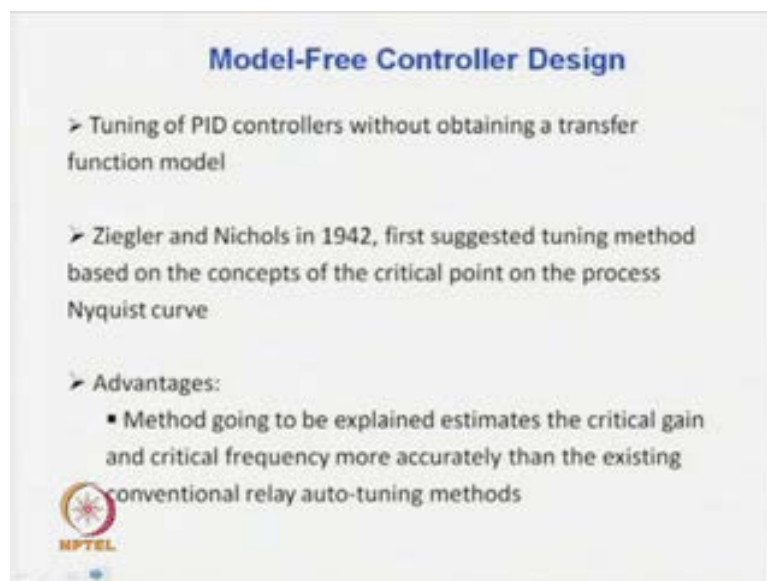 Model-Free Controller Design
➢ Tuning of PID controllers without obtaining a transfer
function model
➢ Ziegler and Nichols in 1942, first suggested tuning method
based on the concepts of the critical point on the process
Nyquist curve
➢ Advantages:
▪ Method going to be explained estimates the critical gain
and critical frequency more accurately than the existing
conventional relay auto-tuning methods
NPTEL